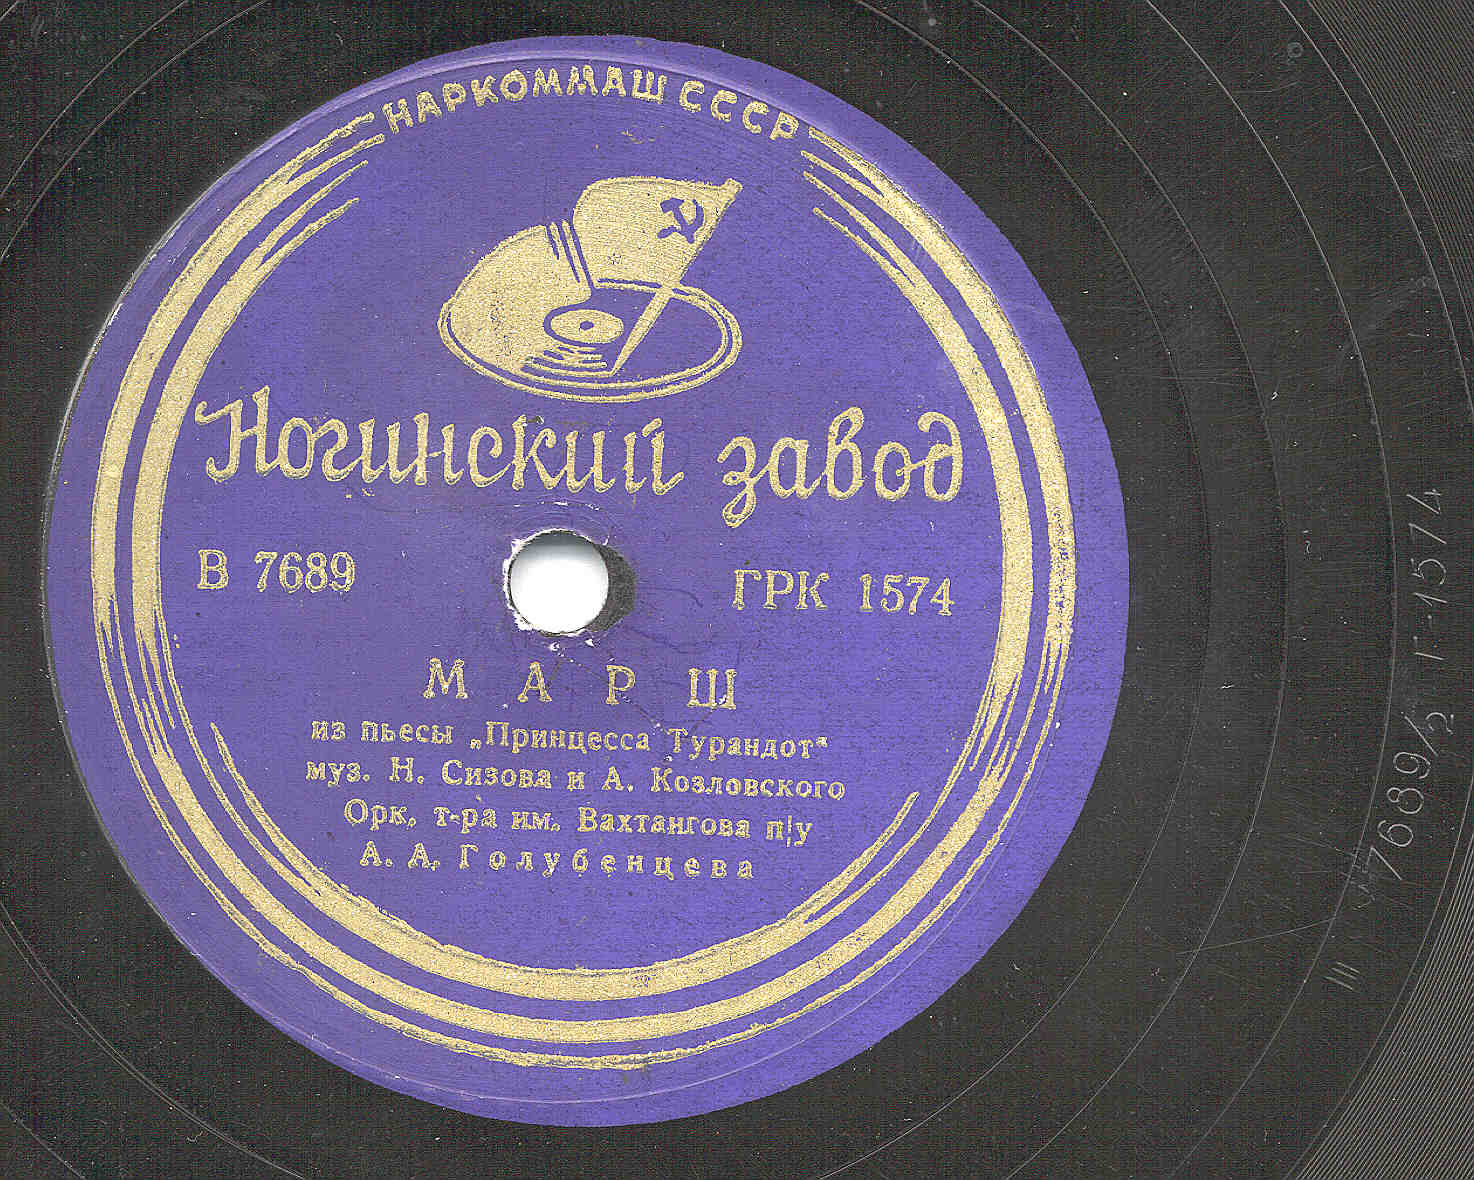 НАРКОММАШ СССР
Ногинский завод
В 7689
ГРК 1574
МАРШ
из пьесы „Принцесса Турандот“
муз. Н. Сизова и А. Козловского
Орк. т-ра им. Вахтангова п/у
А. А. Голубенцева
III 7689/2 Г-1574